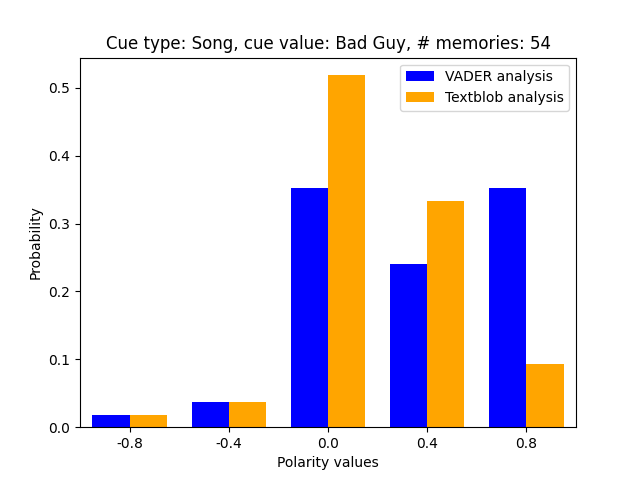 Cue type: Song, cue value: Bad Guy, # memories: 54
VADER analysis
Textblob analysis
0.5
0.4
0.3
0.2
0.1
0.0
Probability
-0.8 -0.4 0.0 0.4 0.8
Polarity values